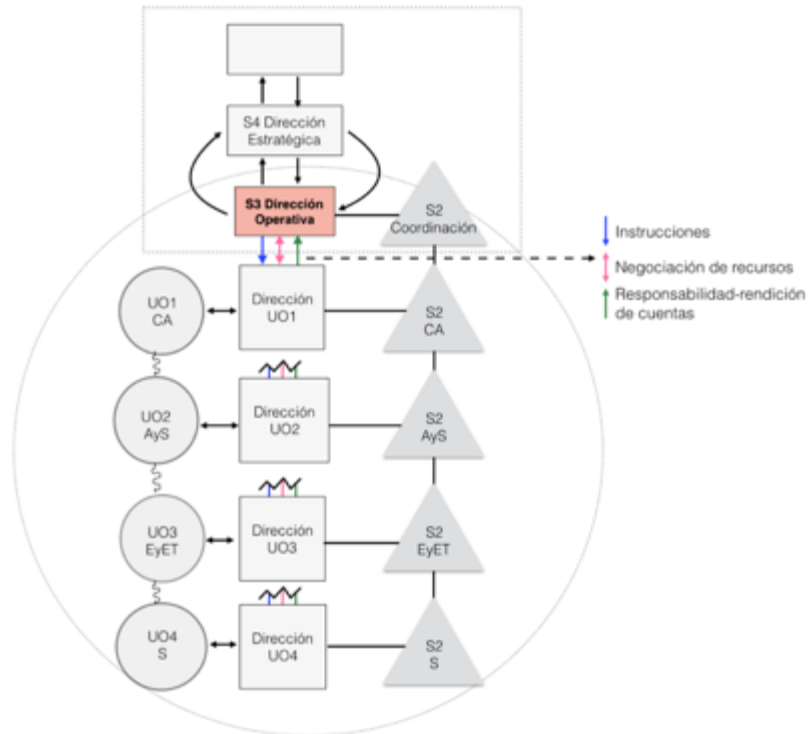 S4 Dirección
Estratégica
S3 Dirección
Operativa
S2
Coordinación
Instrucciones
Negociación de recursos
Responsabilidad-rendición
de cuentas
UO1
CA
Dirección
UO1
S2
CA
UO2
AyS
Dirección
UO2
S2
AyS
UO3
EyET
Dirección
UO3
S2
EyET
UO4
S
Dirección
UO4
S2
S